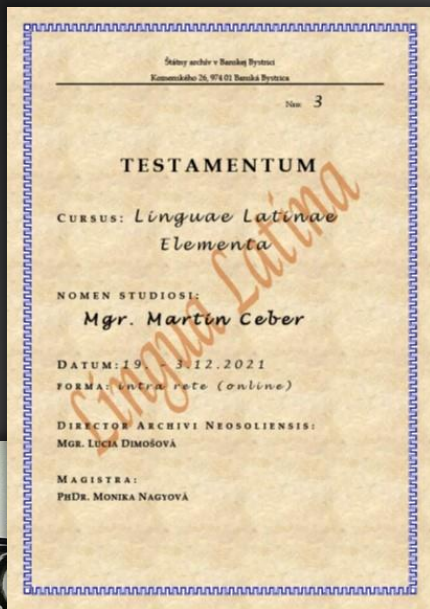 Štátny archív v Banskej Bystrici
Komenského 26, 974 01 Banská Bystrica
Nro: 3
TESTAMENTUM
CURSUS: Linguae Latinae
Elementa
NOMEN STUDIOSI:
Mgr. Martin Ceber
DATUM: 19. - 3.12.2021
FORMA: intra rete (online)
DIRECTOR ARCHIVI NEOSOLIENSIS:
MGR. LUCIA DIMOŠOVÁ
MAGISTRA:
PHDR. MONIKA NAGYOVÁ
Lingua Latina